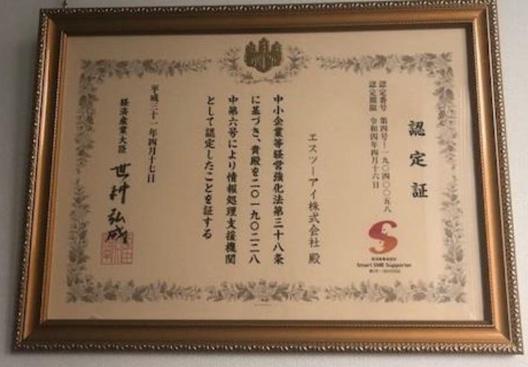 認定証
認定番号 第四号‐一九〇四〇〇五八
認定期限 令和四年四月十六日
エスツーアイ株式会社 殿
中小企業等経営強化法第三十八条
に基づき、貴殿を二〇一九〇二二八
中第六号により情報処理支援機関
として認定したことを証する
平成三十一年四月十七日
経済産業大臣 世耕 弘成
Smart SME Supporter